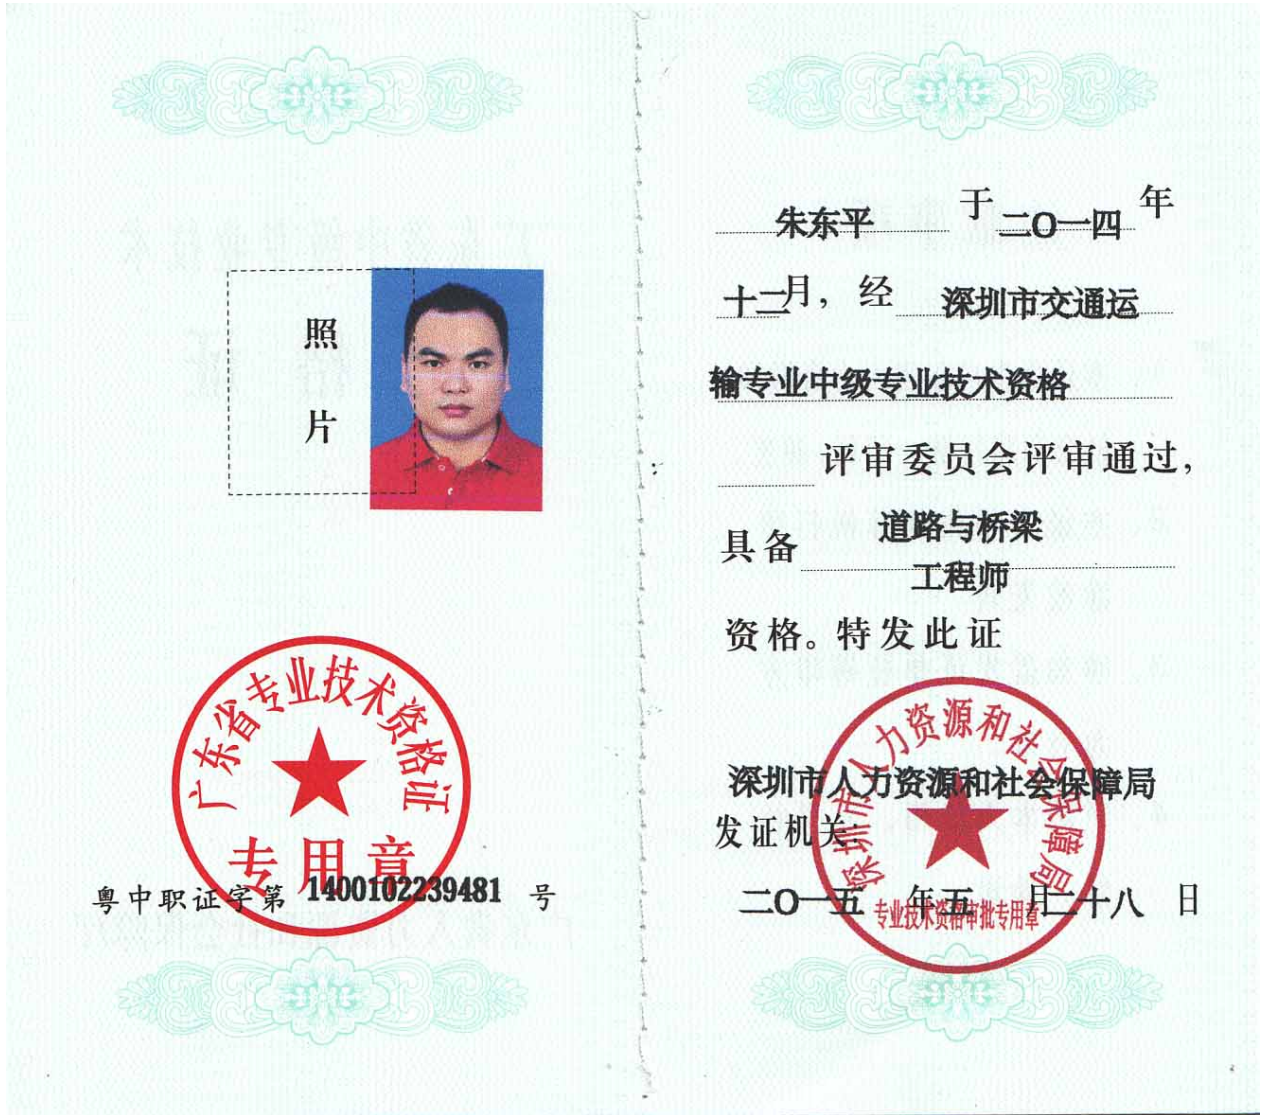 照
片
广东省专业技术资格证
专用章
粤中职证字第 1400102239481 号
朱东平 于 二〇一四 年
十二月，经 深圳市交通运
输专业中级专业技术资格
评审委员会评审通过，
具备 道路与桥梁
工程师
资格。特发此证
深圳市人力资源和社会保障局
深圳市人力资源和社会保障局
发证机关：
二〇一五 年五 月二十八 日
专业技术资格审批专用章